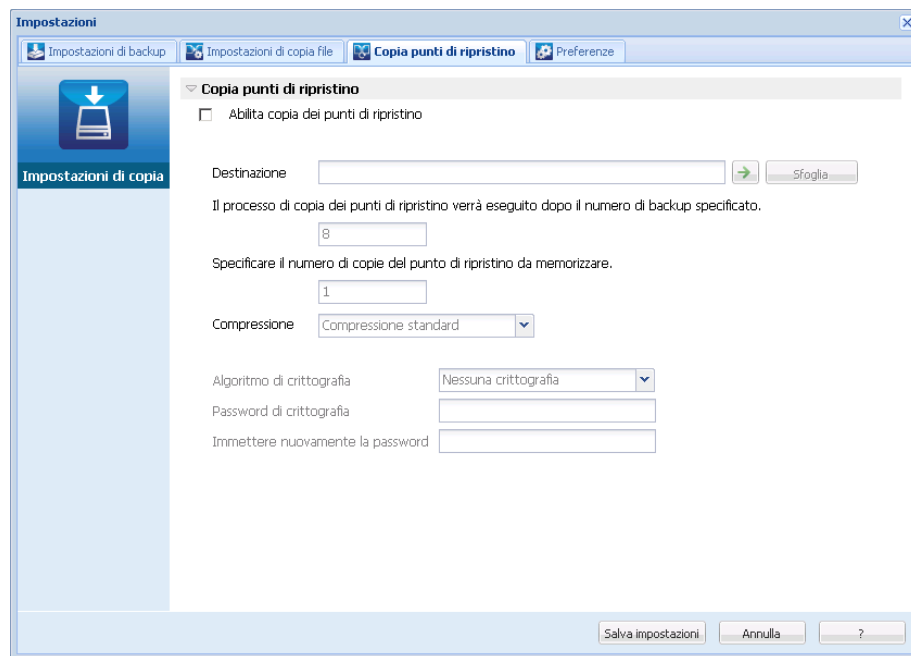 Impostazioni
Impostazioni di backup Impostazioni di copia file Copia punti di ripristino Preferenze
Impostazioni di copia
Copia punti di ripristino
Abilita copia dei punti di ripristino
Destinazione Sfoglia
Il processo di copia dei punti di ripristino verrà eseguito dopo il numero di backup specificato.
8
Specificare il numero di copie del punto di ripristino da memorizzare.
1
Compressione Compressione standard
Algoritmo di crittografia Nessuna crittografia
Password di crittografia
Immettere nuovamente la password
Salva impostazioni Annulla ?